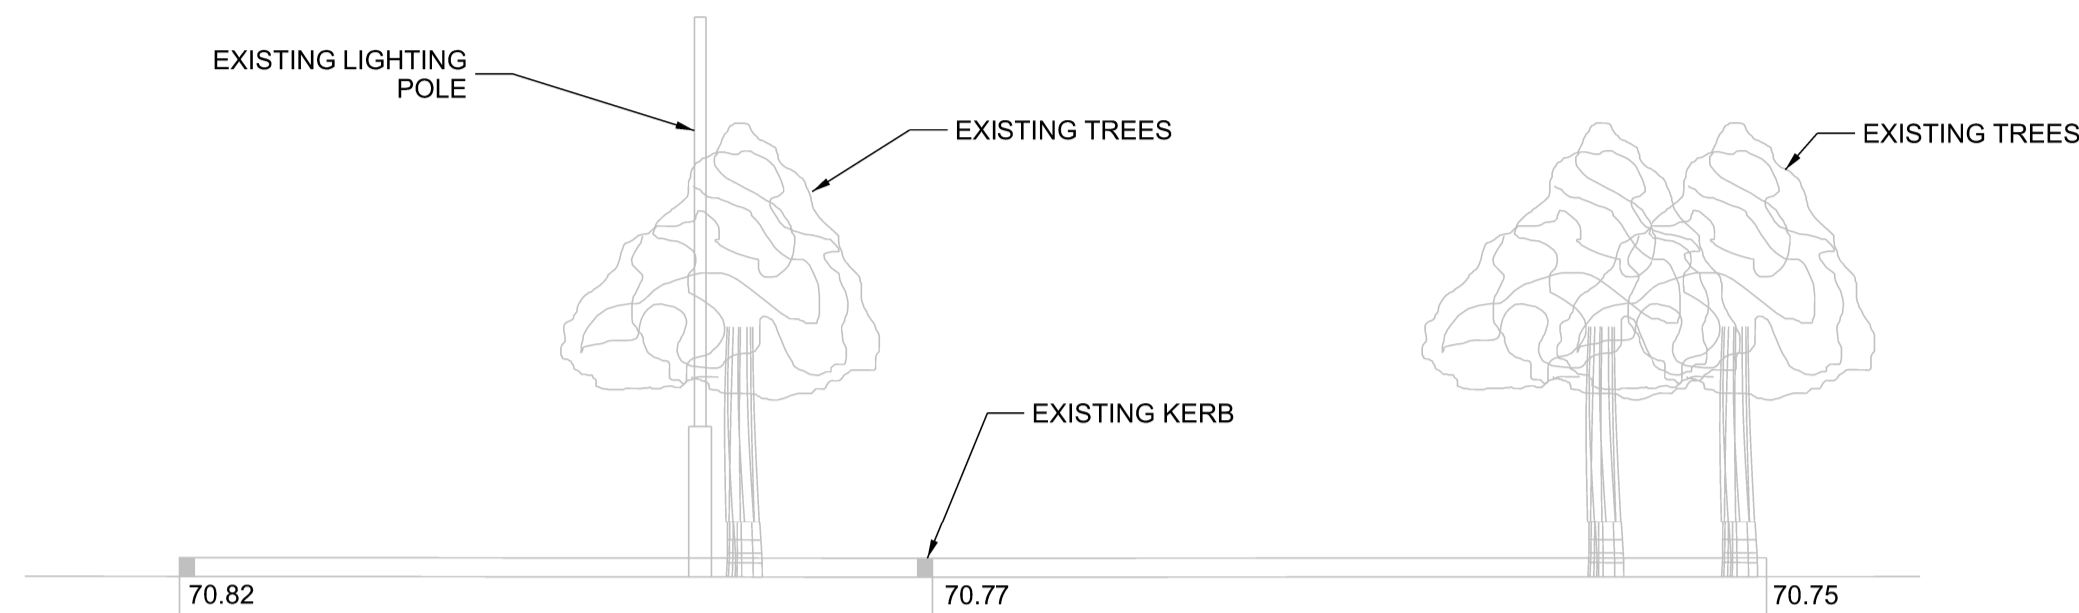 EXISTING LIGHTING
POLE
EXISTING TREES
EXISTING TREES
EXISTING KERB
70.82
70.77
70.75